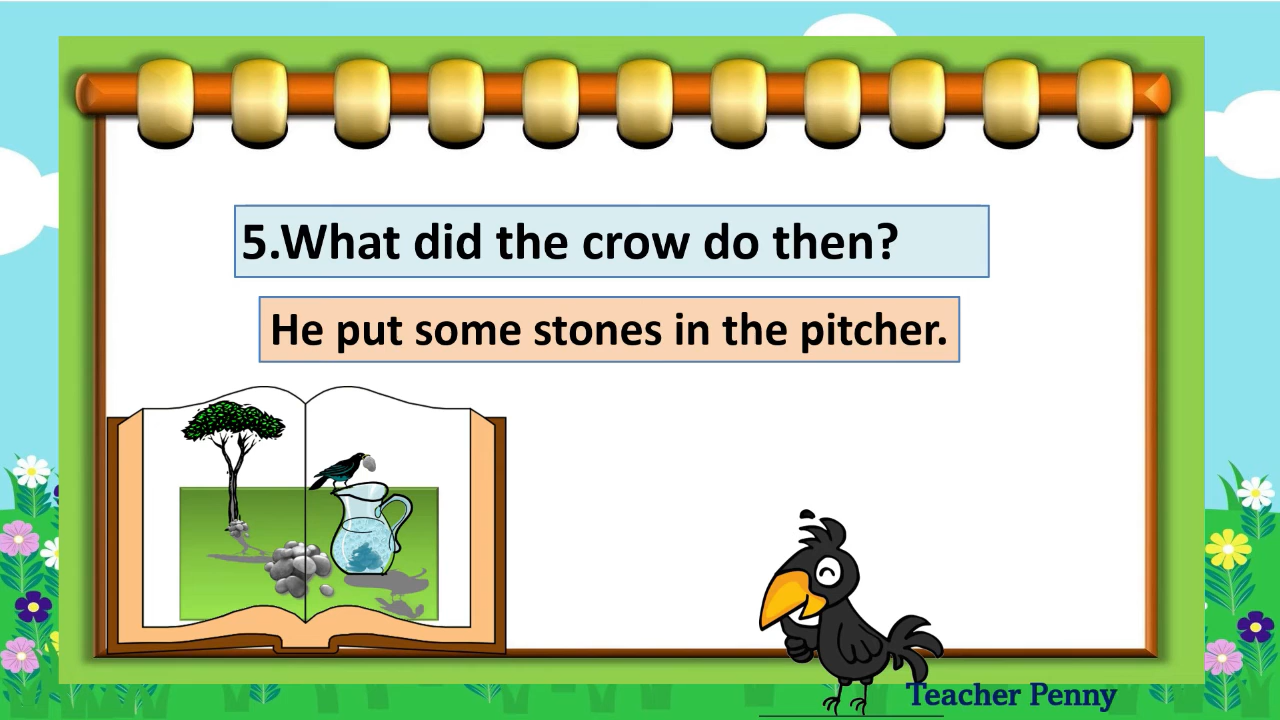 5.What did the crow do then?
He put some stones in the pitcher.
Teacher Penny